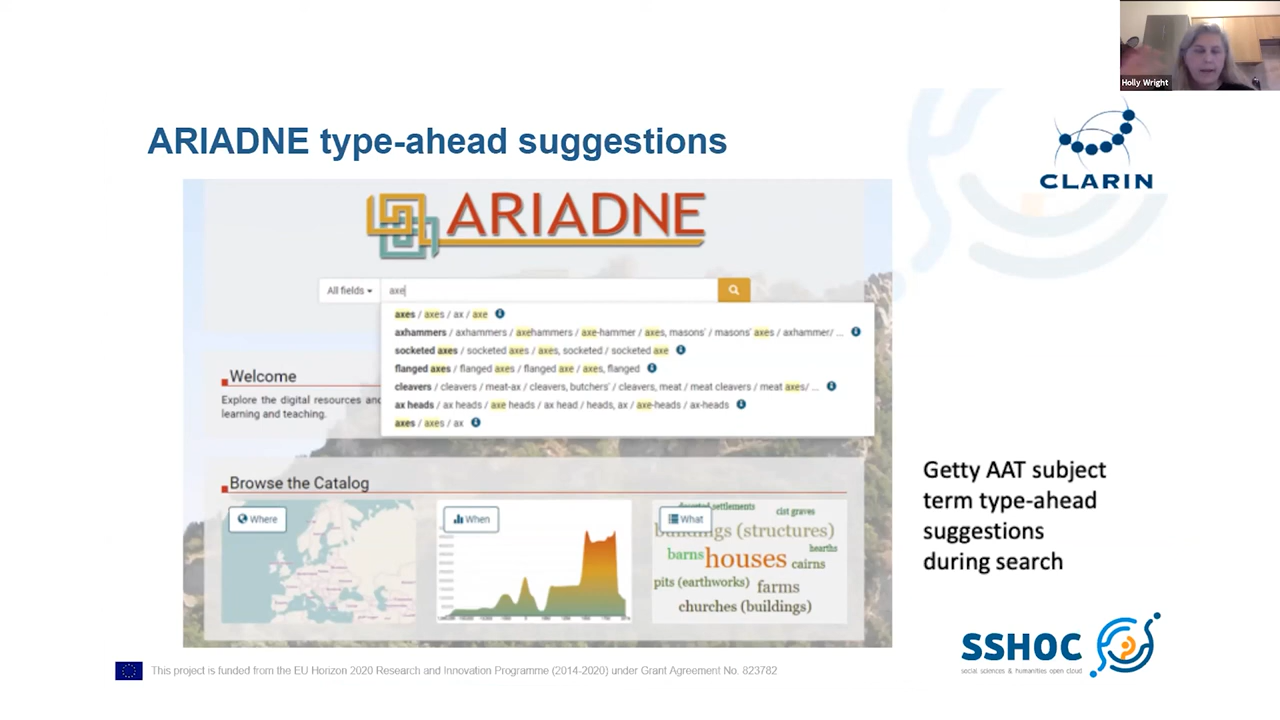 Holly Wright
ARIADNE type-ahead suggestions
CLARIN
ARIADNE
All fields
axe
axes / axes / ax / axe
axhammers / axhammers / axehammers / axe-hammer / axes, masons' / masons' axes / axhammer/ ...
socketed axes / socketed axes / axes, socketed / socketed axe
flanged axes / flanged axes / flanged axe / axes, flanged
cleavers / cleavers / meat-ax / cleavers, butchers' / cleavers, meat / meat cleavers / meat axes/ ...
ax heads / ax heads / axe heads / ax head / heads, ax / axe-heads / ax-heads
axes / axes / ax
Welcome
Explore the digital resources and
learning and teaching.
Browse the Catalog
Where
When
What
settlements
cist graves
buildings (structures)
hearths
barns
houses
cairns
pits (earthworks)
farms
churches (buildings)
Getty AAT subject
term type-ahead
suggestions
during search
SSHOC
social sciences & humanities open cloud
This project is funded from the EU Horizon 2020 Research and Innovation Programme (2014-2020) under Grant Agreement No. 823782